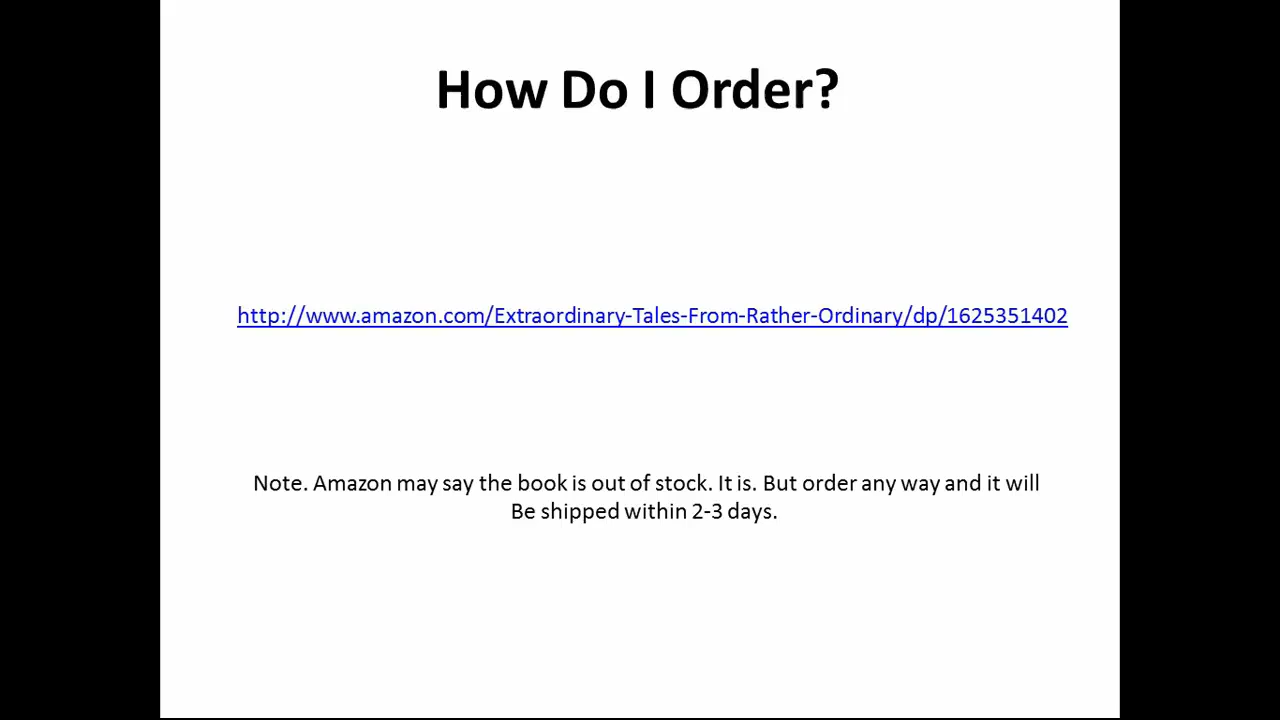 How Do I Order?
http://www.amazon.com/Extraordinary-Tales-From-Rather-Ordinary/dp/1625351402
Note. Amazon may say the book is out of stock. It is. But order any way and it will
Be shipped within 2-3 days.